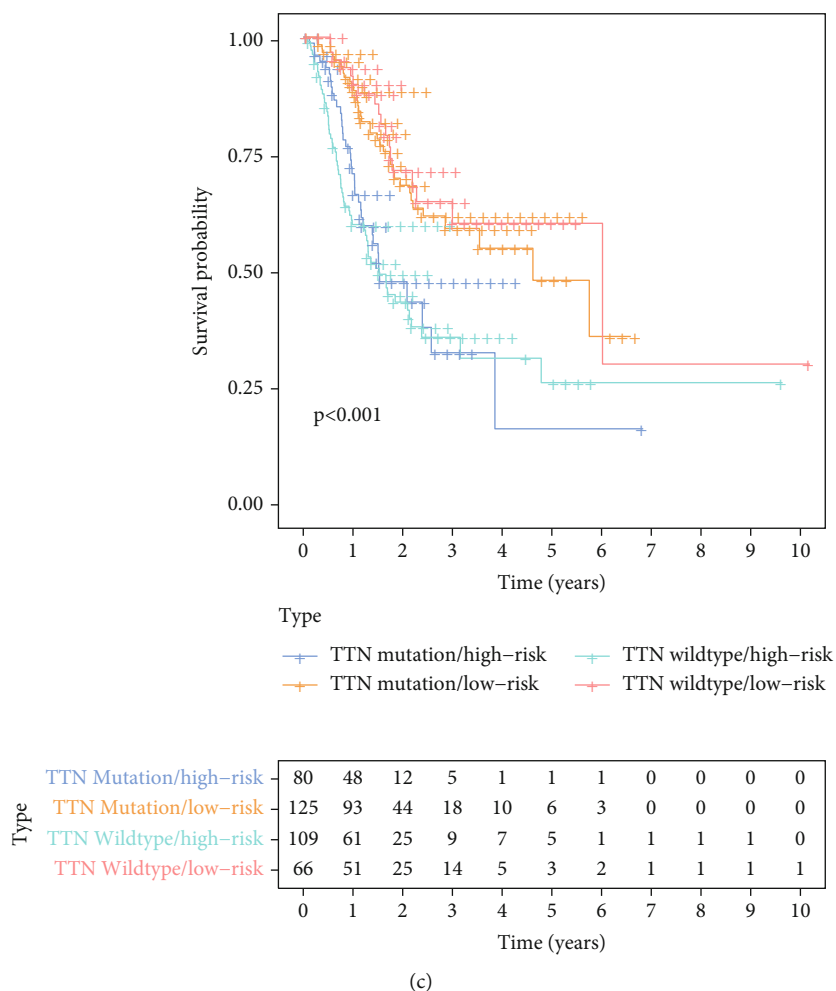 1.00
0.75
0.50
0.25
0.00
Survival probability
p<0.001
0 1 2 3 4 5 6 7 8 9 10
Time (years)
Type
TTN mutation/high−risk TTN wildtype/high−risk
TTN mutation/low−risk TTN wildtype/low−risk
Type
TTN Mutation/high−risk 80 48 12 5 1 1 1 0 0 0 0
TTN Mutation/low−risk 125 93 44 18 10 6 3 0 0 0 0
TTN Wildtype/high−risk 109 61 25 9 7 5 1 1 1 1 0
TTN Wildtype/low−risk 66 51 25 14 5 3 2 1 1 1 1
0 1 2 3 4 5 6 7 8 9 10
Time (years)
(c)